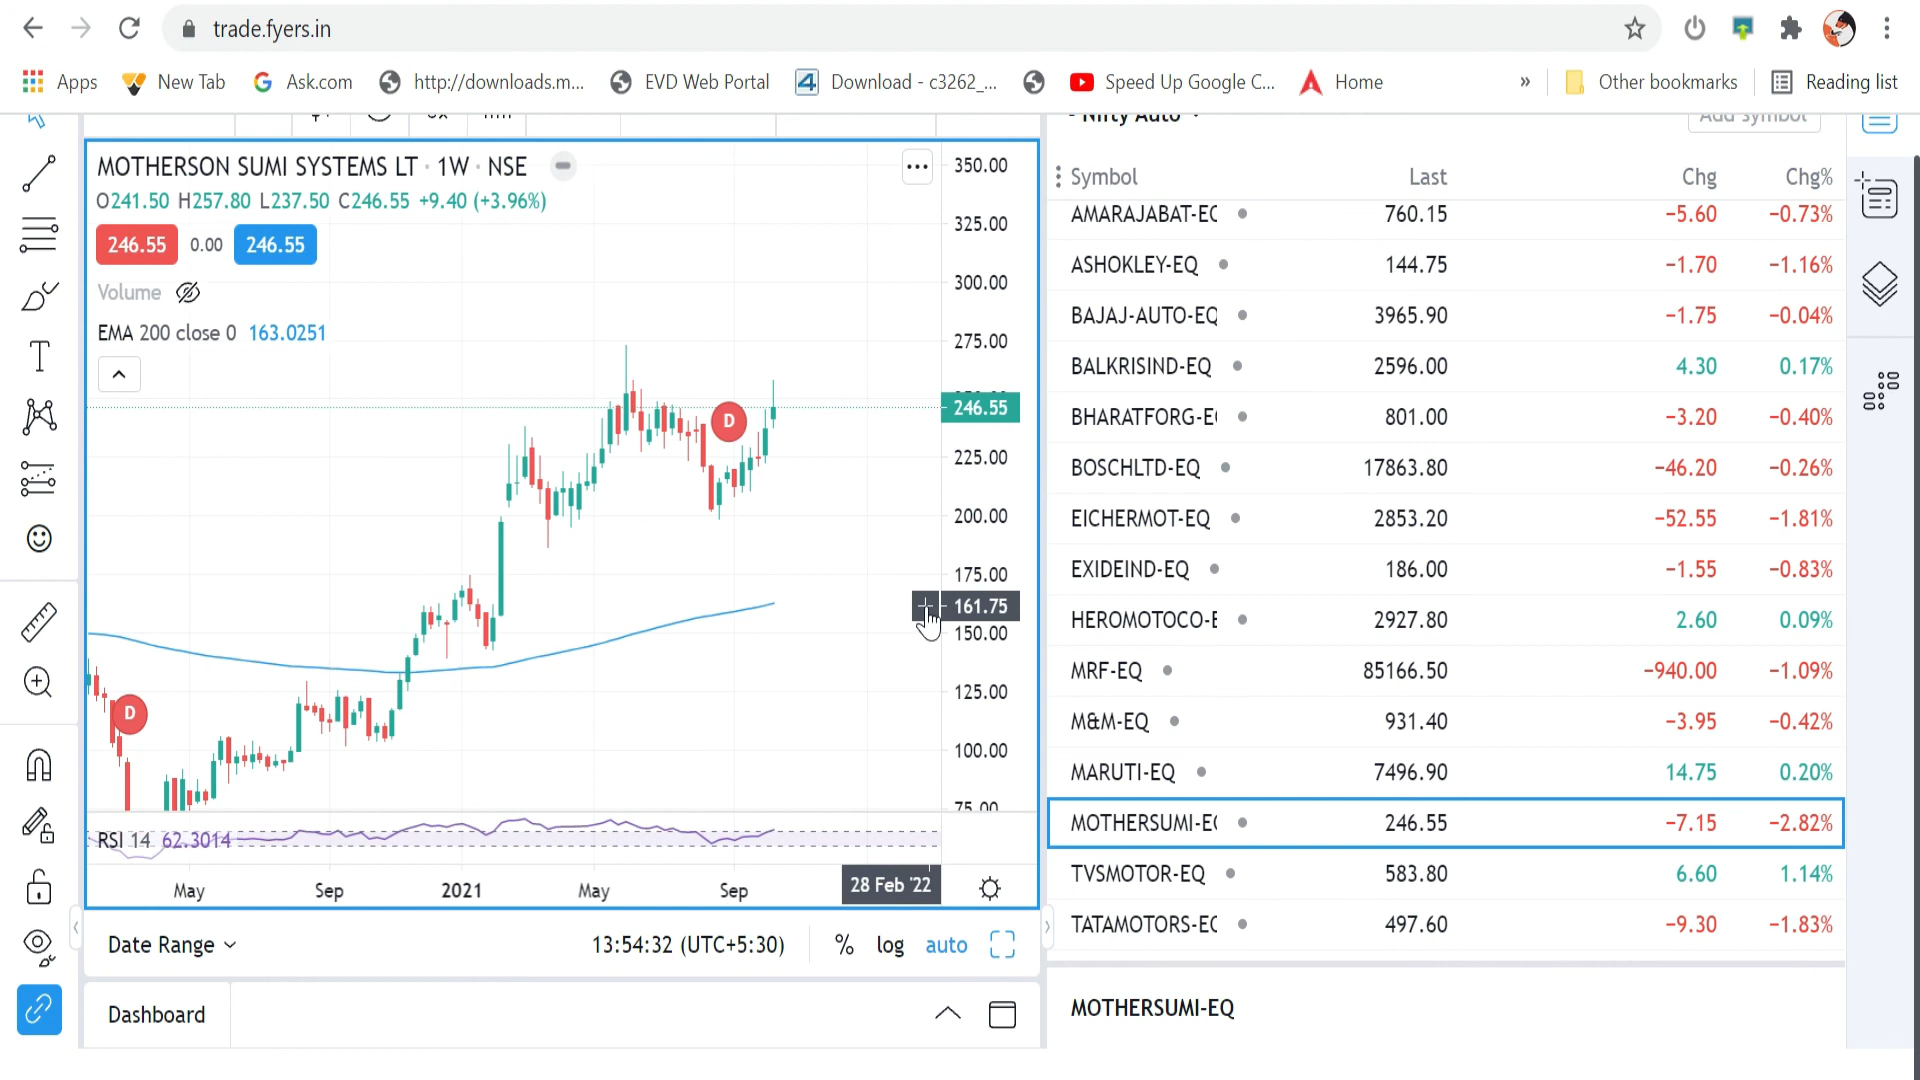 trade.fyers.in
Apps New Tab Ask.com http://downloads.m... EVD Web Portal Download - c3262_... Speed Up Google C... Home » Other bookmarks Reading list
Nifty Auto Add symbol
MOTHERSON SUMI SYSTEMS LT · 1W · NSE
O241.50 H257.80 L237.50 C246.55 +9.40 (+3.96%)
246.55 0.00 246.55
Volume
EMA 200 close 0 163.0251
350.00
325.00
300.00
275.00
246.55
225.00
200.00
175.00
161.75
150.00
125.00
100.00
75.00
D
D
RSI 14 62.3014
May Sep 2021 May Sep 28 Feb '22
Date Range 13:54:32 (UTC+5:30) % log auto
Dashboard
Symbol Last Chg Chg%
AMARAJABAT-EQ 760.15 −5.60 −0.73%
ASHOKLEY-EQ 144.75 −1.70 −1.16%
BAJAJ-AUTO-EQ 3965.90 −1.75 −0.04%
BALKRISIND-EQ 2596.00 4.30 0.17%
BHARATFORG-E 801.00 −3.20 −0.40%
BOSCHLTD-EQ 17863.80 −46.20 −0.26%
EICHERMOT-EQ 2853.20 −52.55 −1.81%
EXIDEIND-EQ 186.00 −1.55 −0.83%
HEROMOTOCO-E 2927.80 2.60 0.09%
MRF-EQ 85166.50 −940.00 −1.09%
M&M-EQ 931.40 −3.95 −0.42%
MARUTI-EQ 7496.90 14.75 0.20%
MOTHERSUMI-E 246.55 −7.15 −2.82%
TVSMOTOR-EQ 583.80 6.60 1.14%
TATAMOTORS-EQ 497.60 −9.30 −1.83%
MOTHERSUMI-EQ